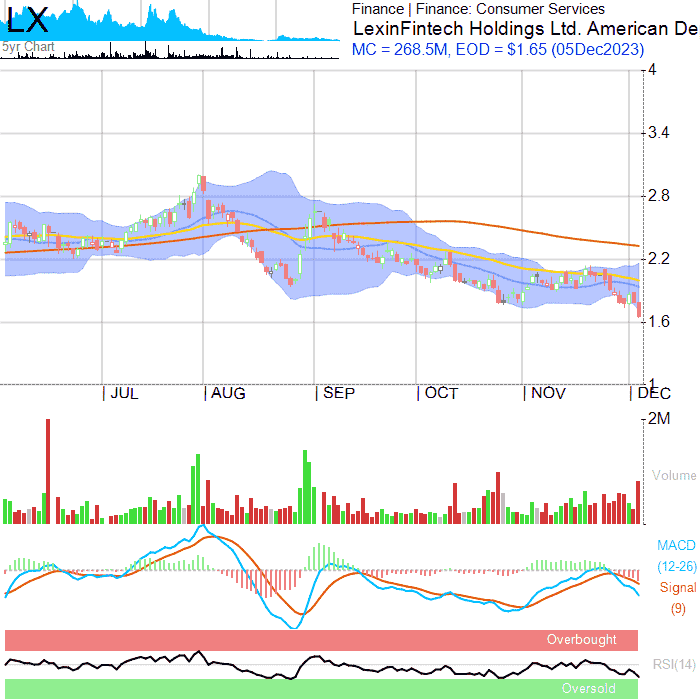 LX
Finance | Finance: Consumer Services
LexinFintech Holdings Ltd. American De
MC = 268.5M, EOD = $1.65 (05Dec2023)
5yr Chart
4
3.4
2.8
2.2
1.6
1
JUL
AUG
SEP
OCT
NOV
DEC
2M
Volume
MACD
(12-26)
Signal
(9)
Overbought
RSI(14)
Oversold